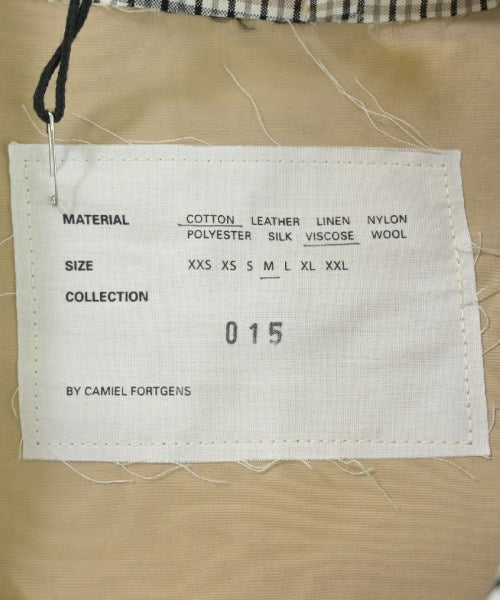 MATERIAL COTTON LEATHER LINEN NYLON
POLYESTER SILK VISCOSE WOOL
SIZE XXS XS S M L XL XXL
COLLECTION
015
BY CAMIEL FORTGENS